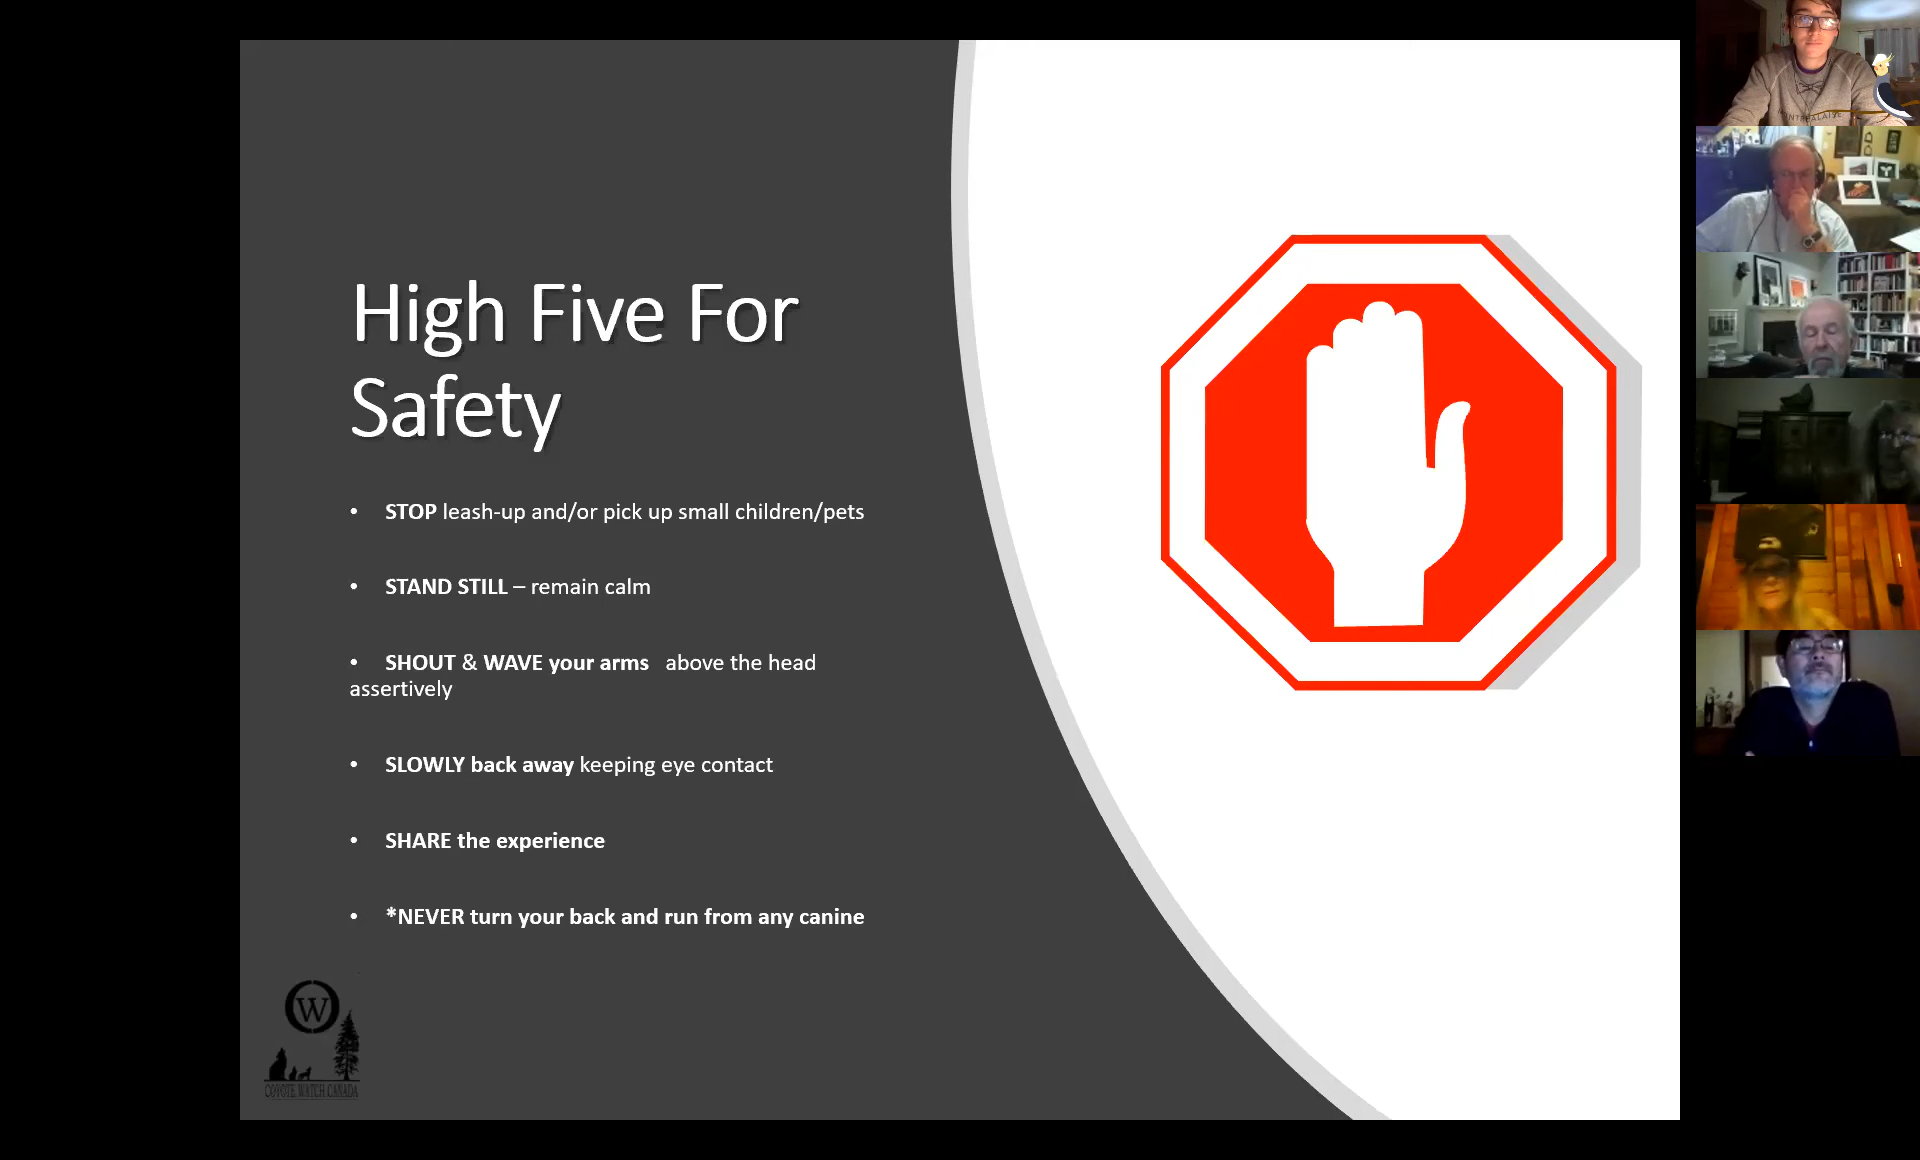 High Five For
Safety
• STOP leash-up and/or pick up small children/pets
• STAND STILL – remain calm
• SHOUT & WAVE your arms above the head
assertively
• SLOWLY back away keeping eye contact
• SHARE the experience
• *NEVER turn your back and run from any canine
W
COYOTE WATCH CANADA